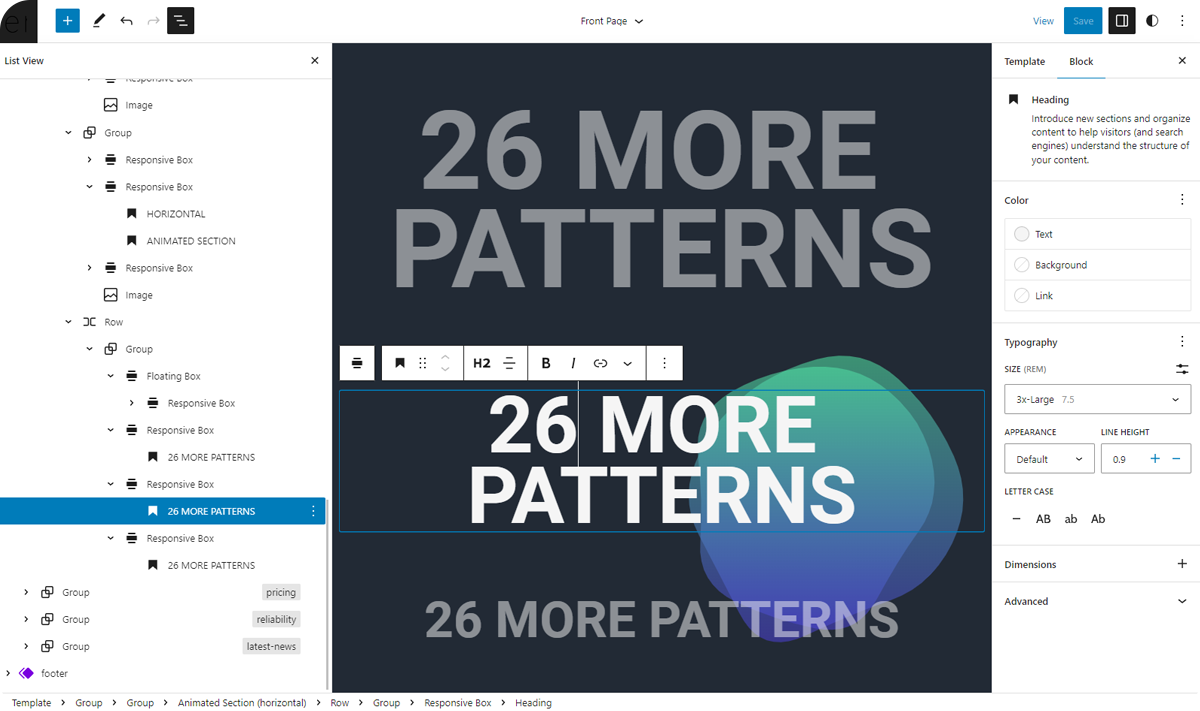 Front Page
View
Save
List View
Responsive Box
Image
Group
Responsive Box
Responsive Box
HORIZONTAL
ANIMATED SECTION
Responsive Box
Image
Row
Group
Floating Box
Responsive Box
Responsive Box
26 MORE PATTERNS
Responsive Box
26 MORE PATTERNS
Responsive Box
26 MORE PATTERNS
Group
pricing
Group
reliability
Group
latest-news
footer
26 MORE
PATTERNS
H2
B
I
26 MORE
PATTERNS
26 MORE PATTERNS
Template
Block
Heading
Introduce new sections and organize
content to help visitors (and search
engines) understand the structure of
your content.
Color
Text
Background
Link
Typography
SIZE (REM)
3x-Large 7.5
APPEARANCE
LINE HEIGHT
Default
0.9
LETTER CASE
AB ab Ab
Dimensions
Advanced
Template > Group > Group > Animated Section (horizontal) > Row > Group > Responsive Box > Heading